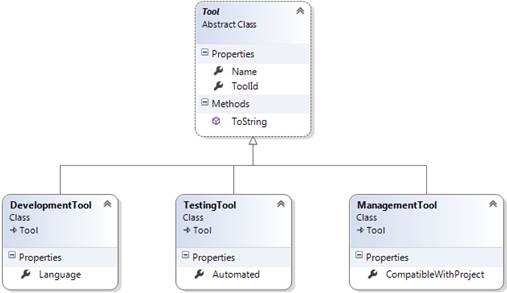 Tool
Abstract Class
Properties
Name
ToolId
Methods
ToString
DevelopmentTool
Class
Tool
Properties
Language
TestingTool
Class
Tool
Properties
Automated
ManagementTool
Class
Tool
Properties
CompatibleWithProject